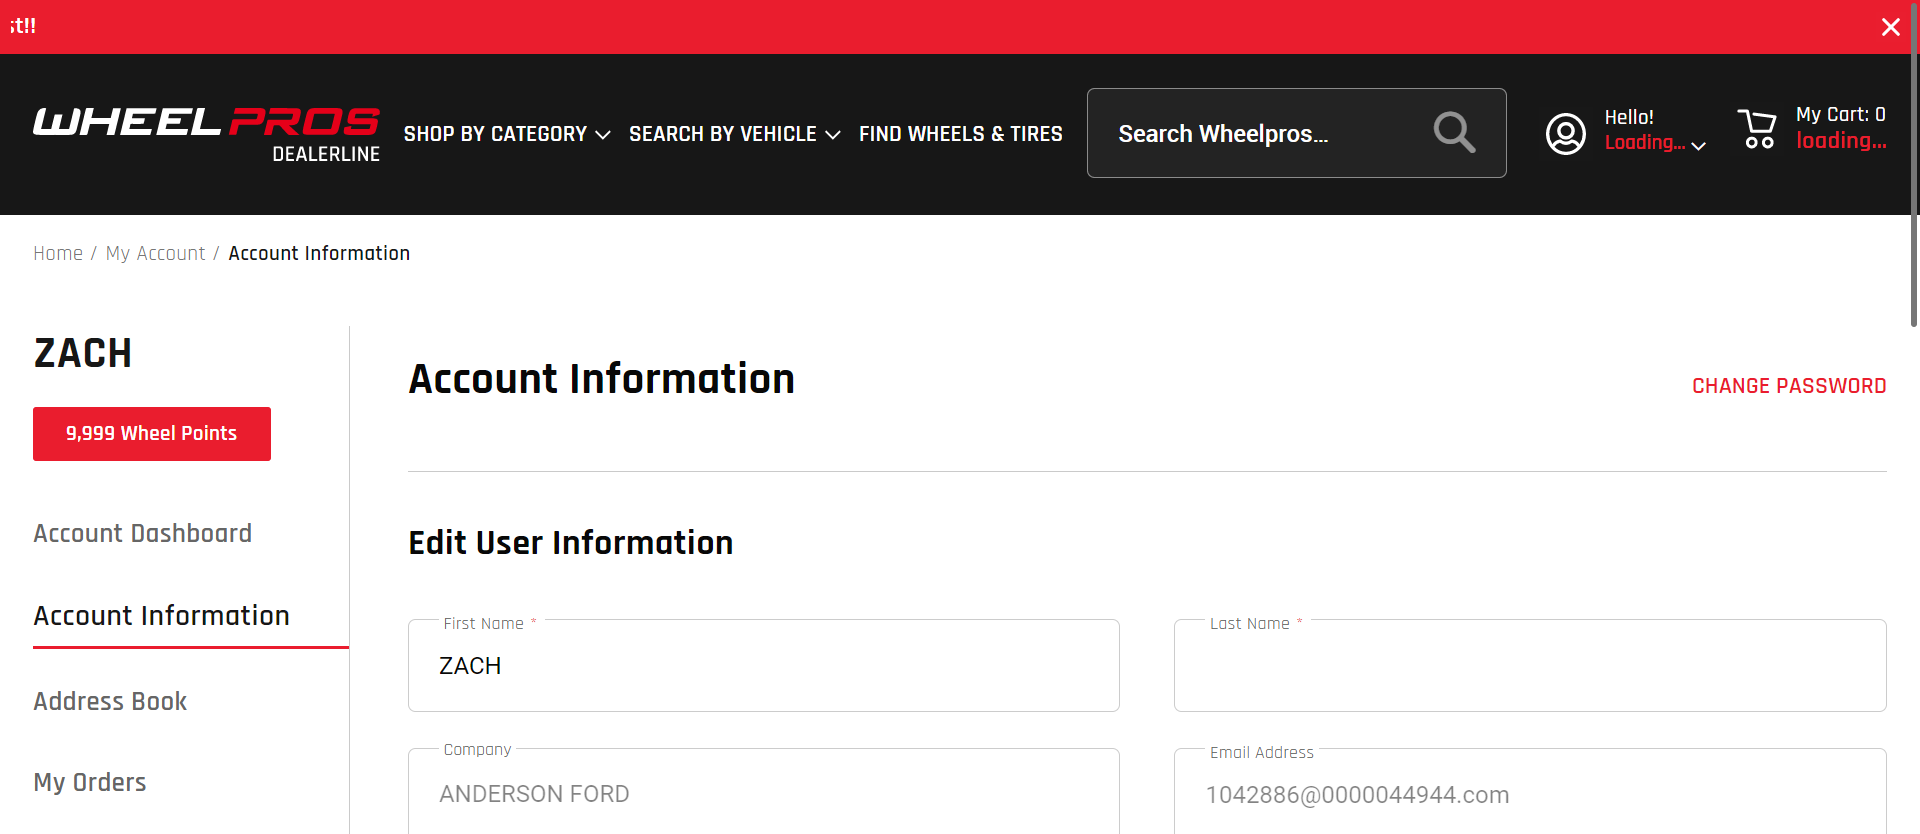 st!!
WHEEL PROS
DEALERLINE
SHOP BY CATEGORY
SEARCH BY VEHICLE
FIND WHEELS & TIRES
Search Wheelpros...
Hello!
Loading...
My Cart: 0
loading...
Home / My Account / Account Information
ZACH
9,999 Wheel Points
Account Dashboard
Account Information
Address Book
My Orders
Account Information
CHANGE PASSWORD
Edit User Information
First Name *
ZACH
Last Name *
Company
ANDERSON FORD
Email Address
1042886@0000044944.com